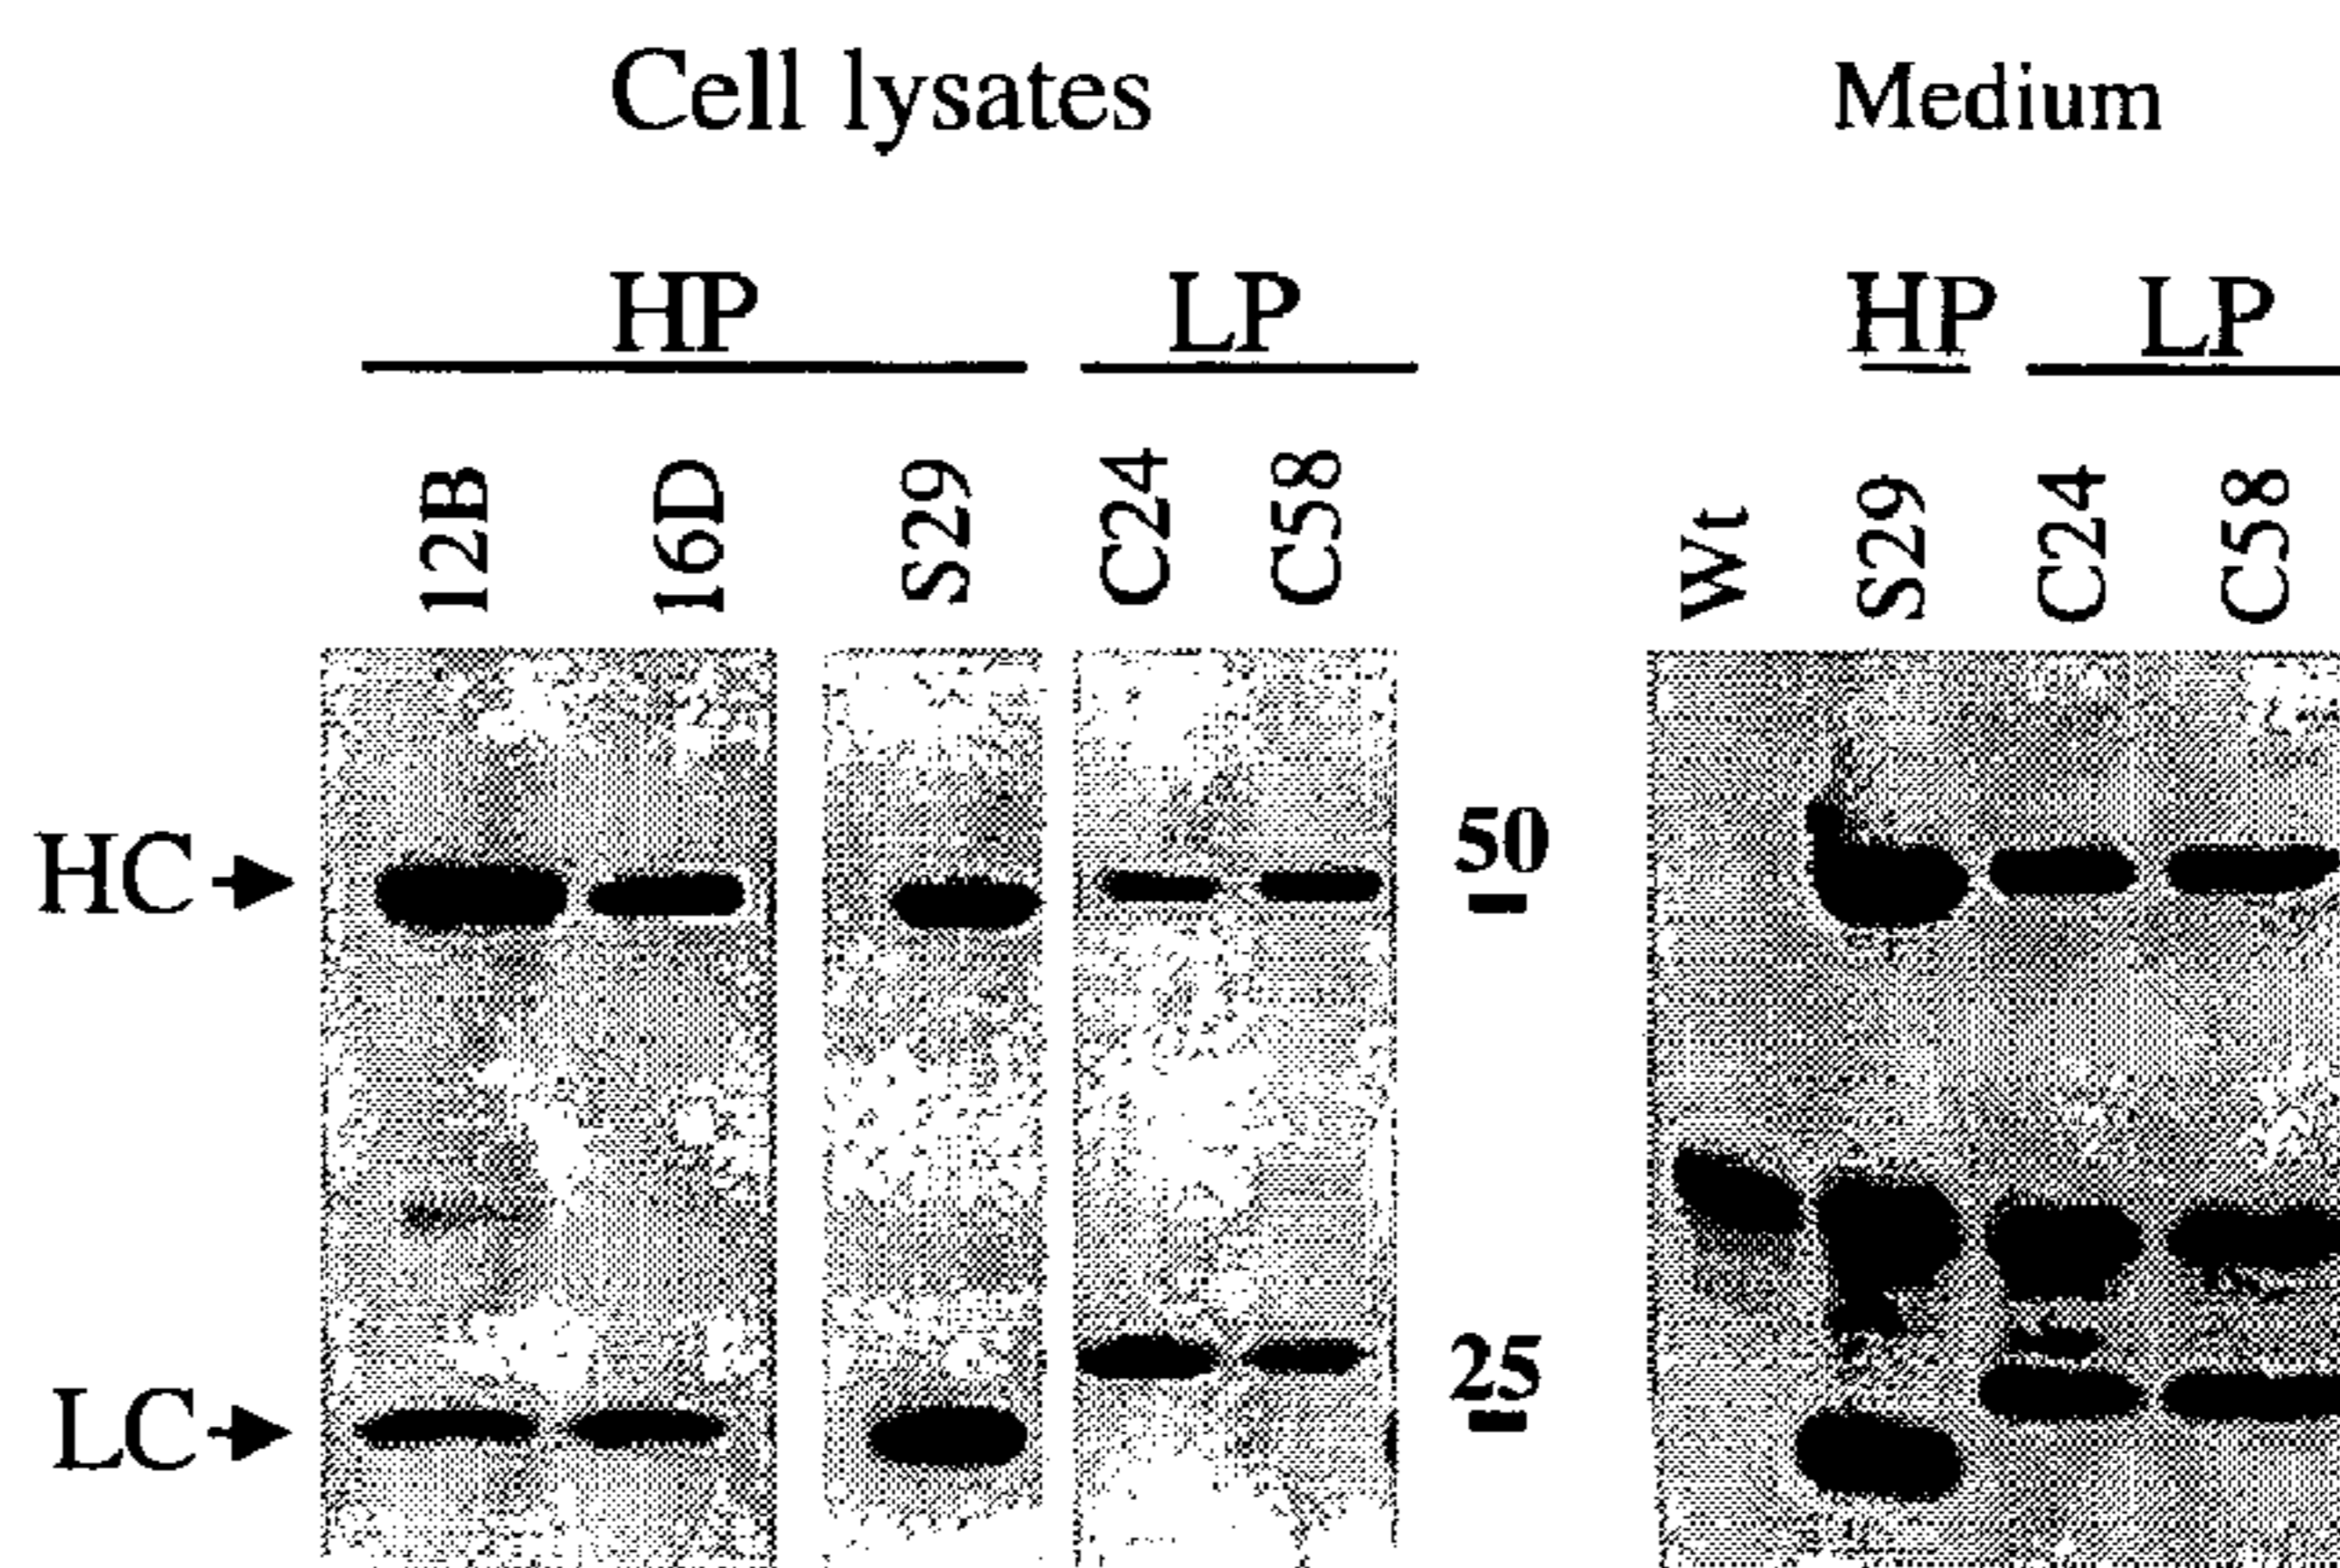 Cell lysates Medium
HP LP HP LP
12B 16D S29 C24 C58 Wt S29 C24 C58
HC
50
LC
25